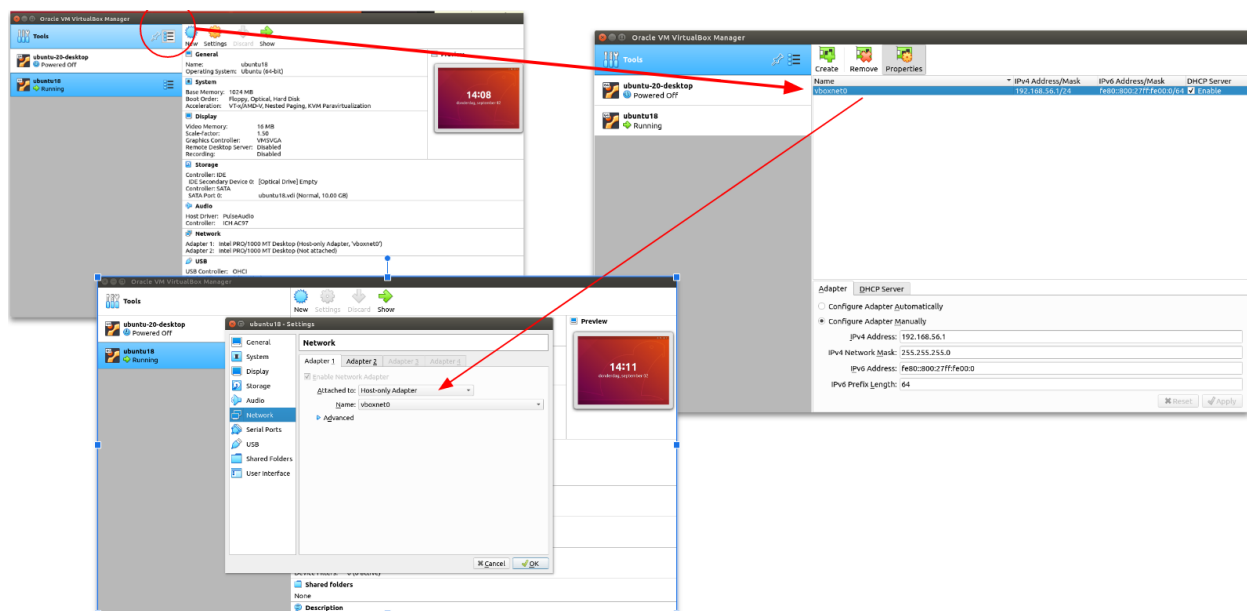 Oracle VM VirtualBox Manager
Tools
ubuntu-20-desktop
Powered Off
ubuntu18
Running
New Settings Discard Show
General
Name: ubuntu18
Operating System: Ubuntu (64-bit)
System
Base Memory: 1024 MB
Boot Order: Floppy, Optical, Hard Disk
Acceleration: VT-x/AMD-V, Nested Paging, KVM Paravirtualization
Display
Video Memory: 16 MB
Scale-factor: 1.50
Graphics Controller: VMSVGA
Remote Desktop Server: Disabled
Recording: Disabled
Storage
Controller: IDE
IDE Secondary Device 0: [Optical Drive] Empty
Controller: SATA
SATA Port 0: ubuntu18.vdi (Normal, 10.00 GB)
Audio
Host Driver: PulseAudio
Controller: ICH AC97
Network
Adapter 1: Intel PRO/1000 MT Desktop (Host-only Adapter, 'vboxnet0')
Adapter 2: Intel PRO/1000 MT Desktop (Not attached)
USB
USB Controller: OHCI
14:08
donderdag, september 02
Oracle VM VirtualBox Manager
Tools
ubuntu-20-desktop
Powered Off
ubuntu18
Running
Create Remove Properties
Name IPv4 Address/Mask IPv6 Address/Mask DHCP Server
vboxnet0 192.168.56.1/24 fe80::800:27ff:fe00:0/64 Enable
Adapter DHCP Server
Configure Adapter Automatically
Configure Adapter Manually
IPv4 Address: 192.168.56.1
IPv4 Network Mask: 255.255.255.0
IPv6 Address: fe80::800:27ff:fe00:0
IPv6 Prefix Length: 64
Reset Apply
Oracle VM VirtualBox Manager
Tools
ubuntu-20-desktop
Powered Off
ubuntu18
Running
New Settings Discard Show
Preview
14:11
donderdag, september 02
ubuntu18 - Settings
General
System
Display
Storage
Audio
Network
Serial Ports
USB
Shared Folders
User Interface
Network
Adapter 1 Adapter 2 Adapter 3 Adapter 4
Enable Network Adapter
Attached to: Host-only Adapter
Name: vboxnet0
Advanced
Cancel OK
Shared folders
None
Description